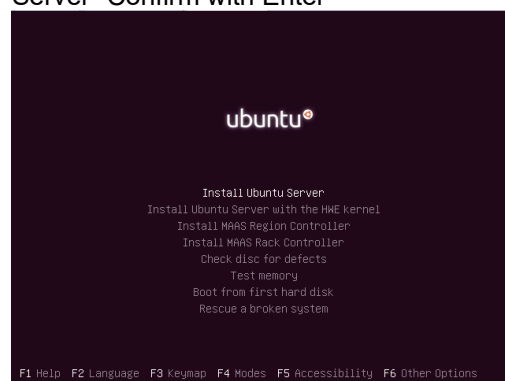 Server" Confirm with Enter
ubuntu
Install Ubuntu Server
Install Ubuntu Server with the HWE kernel
Install MAAS Region Controller
Install MAAS Rack Controller
Check disc for defects
Test memory
Boot from first hard disk
Rescue a broken system
F1 Help F2 Language F3 Keymap F4 Modes F5 Accessibility F6 Other Options